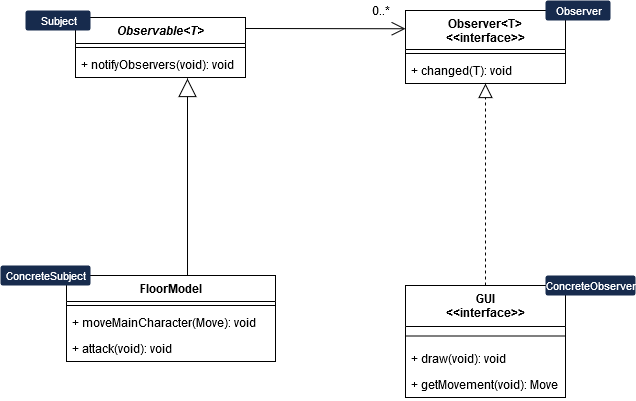 Subject
Observable<T>
+ notifyObservers(void): void
0..*
Observer
Observer<T>
<<interface>>
+ changed(T): void
ConcreteSubject
FloorModel
+ moveMainCharacter(Move): void
+ attack(void): void
ConcreteObserver
GUI
<<interface>>
+ draw(void): void
+ getMovement(void): Move